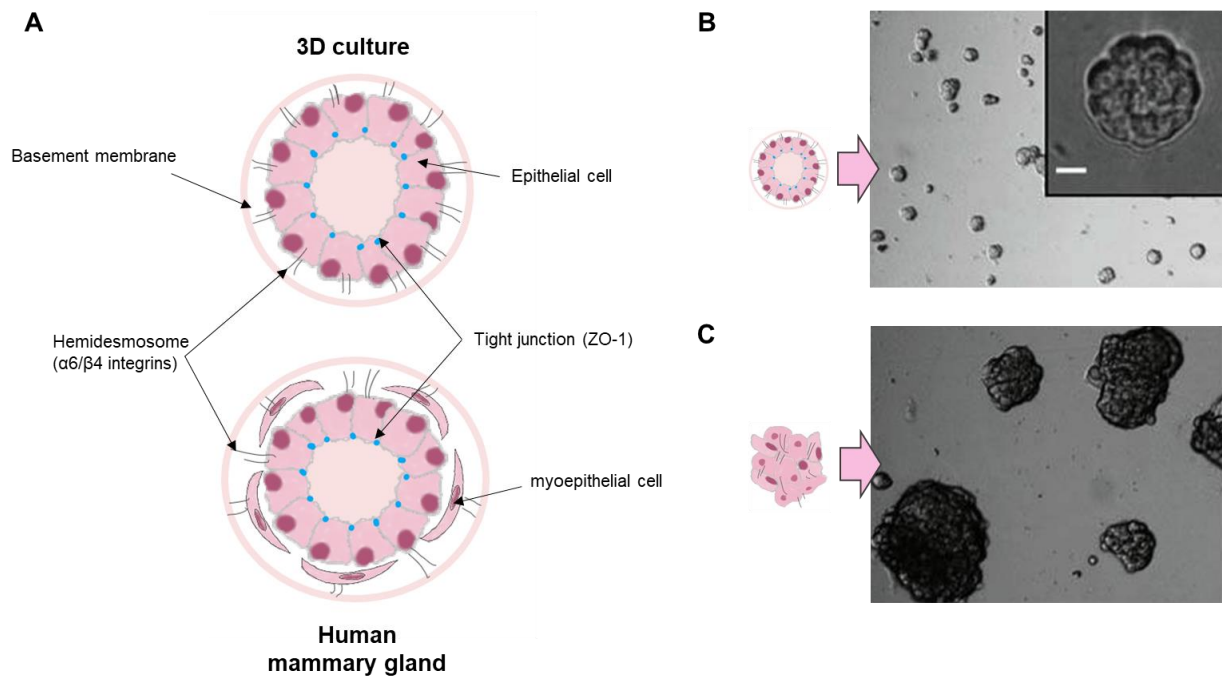 A
3D culture
Basement membrane
Epithelial cell
Hemidesmosome
(α6/β4 integrins)
Tight junction (ZO-1)
myoepithelial cell
Human
mammary gland
B
C